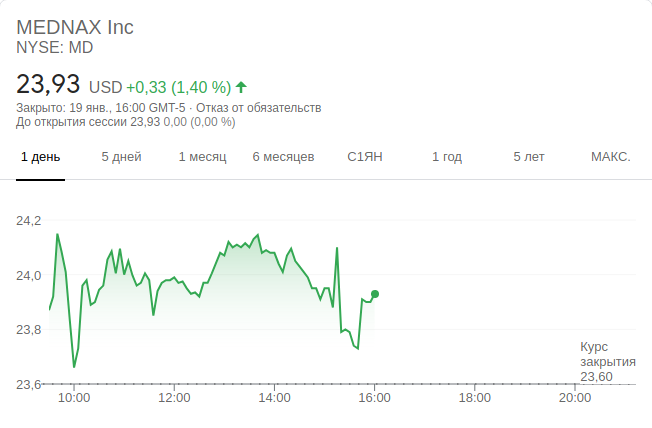 MEDNAX Inc
NYSE: MD
23,93 USD +0,33 (1,40 %)
Закрыто: 19 янв., 16:00 GMT-5 · Отказ от обязательств
До открытия сессии 23,93 0,00 (0,00 %)
1 день 5 дней 1 месяц 6 месяцев С1ЯН 1 год 5 лет МАКС.
24,2
24,0
23,8
Курс
закрытия
23,60
23,6
10:00 12:00 14:00 16:00 18:00 20:00